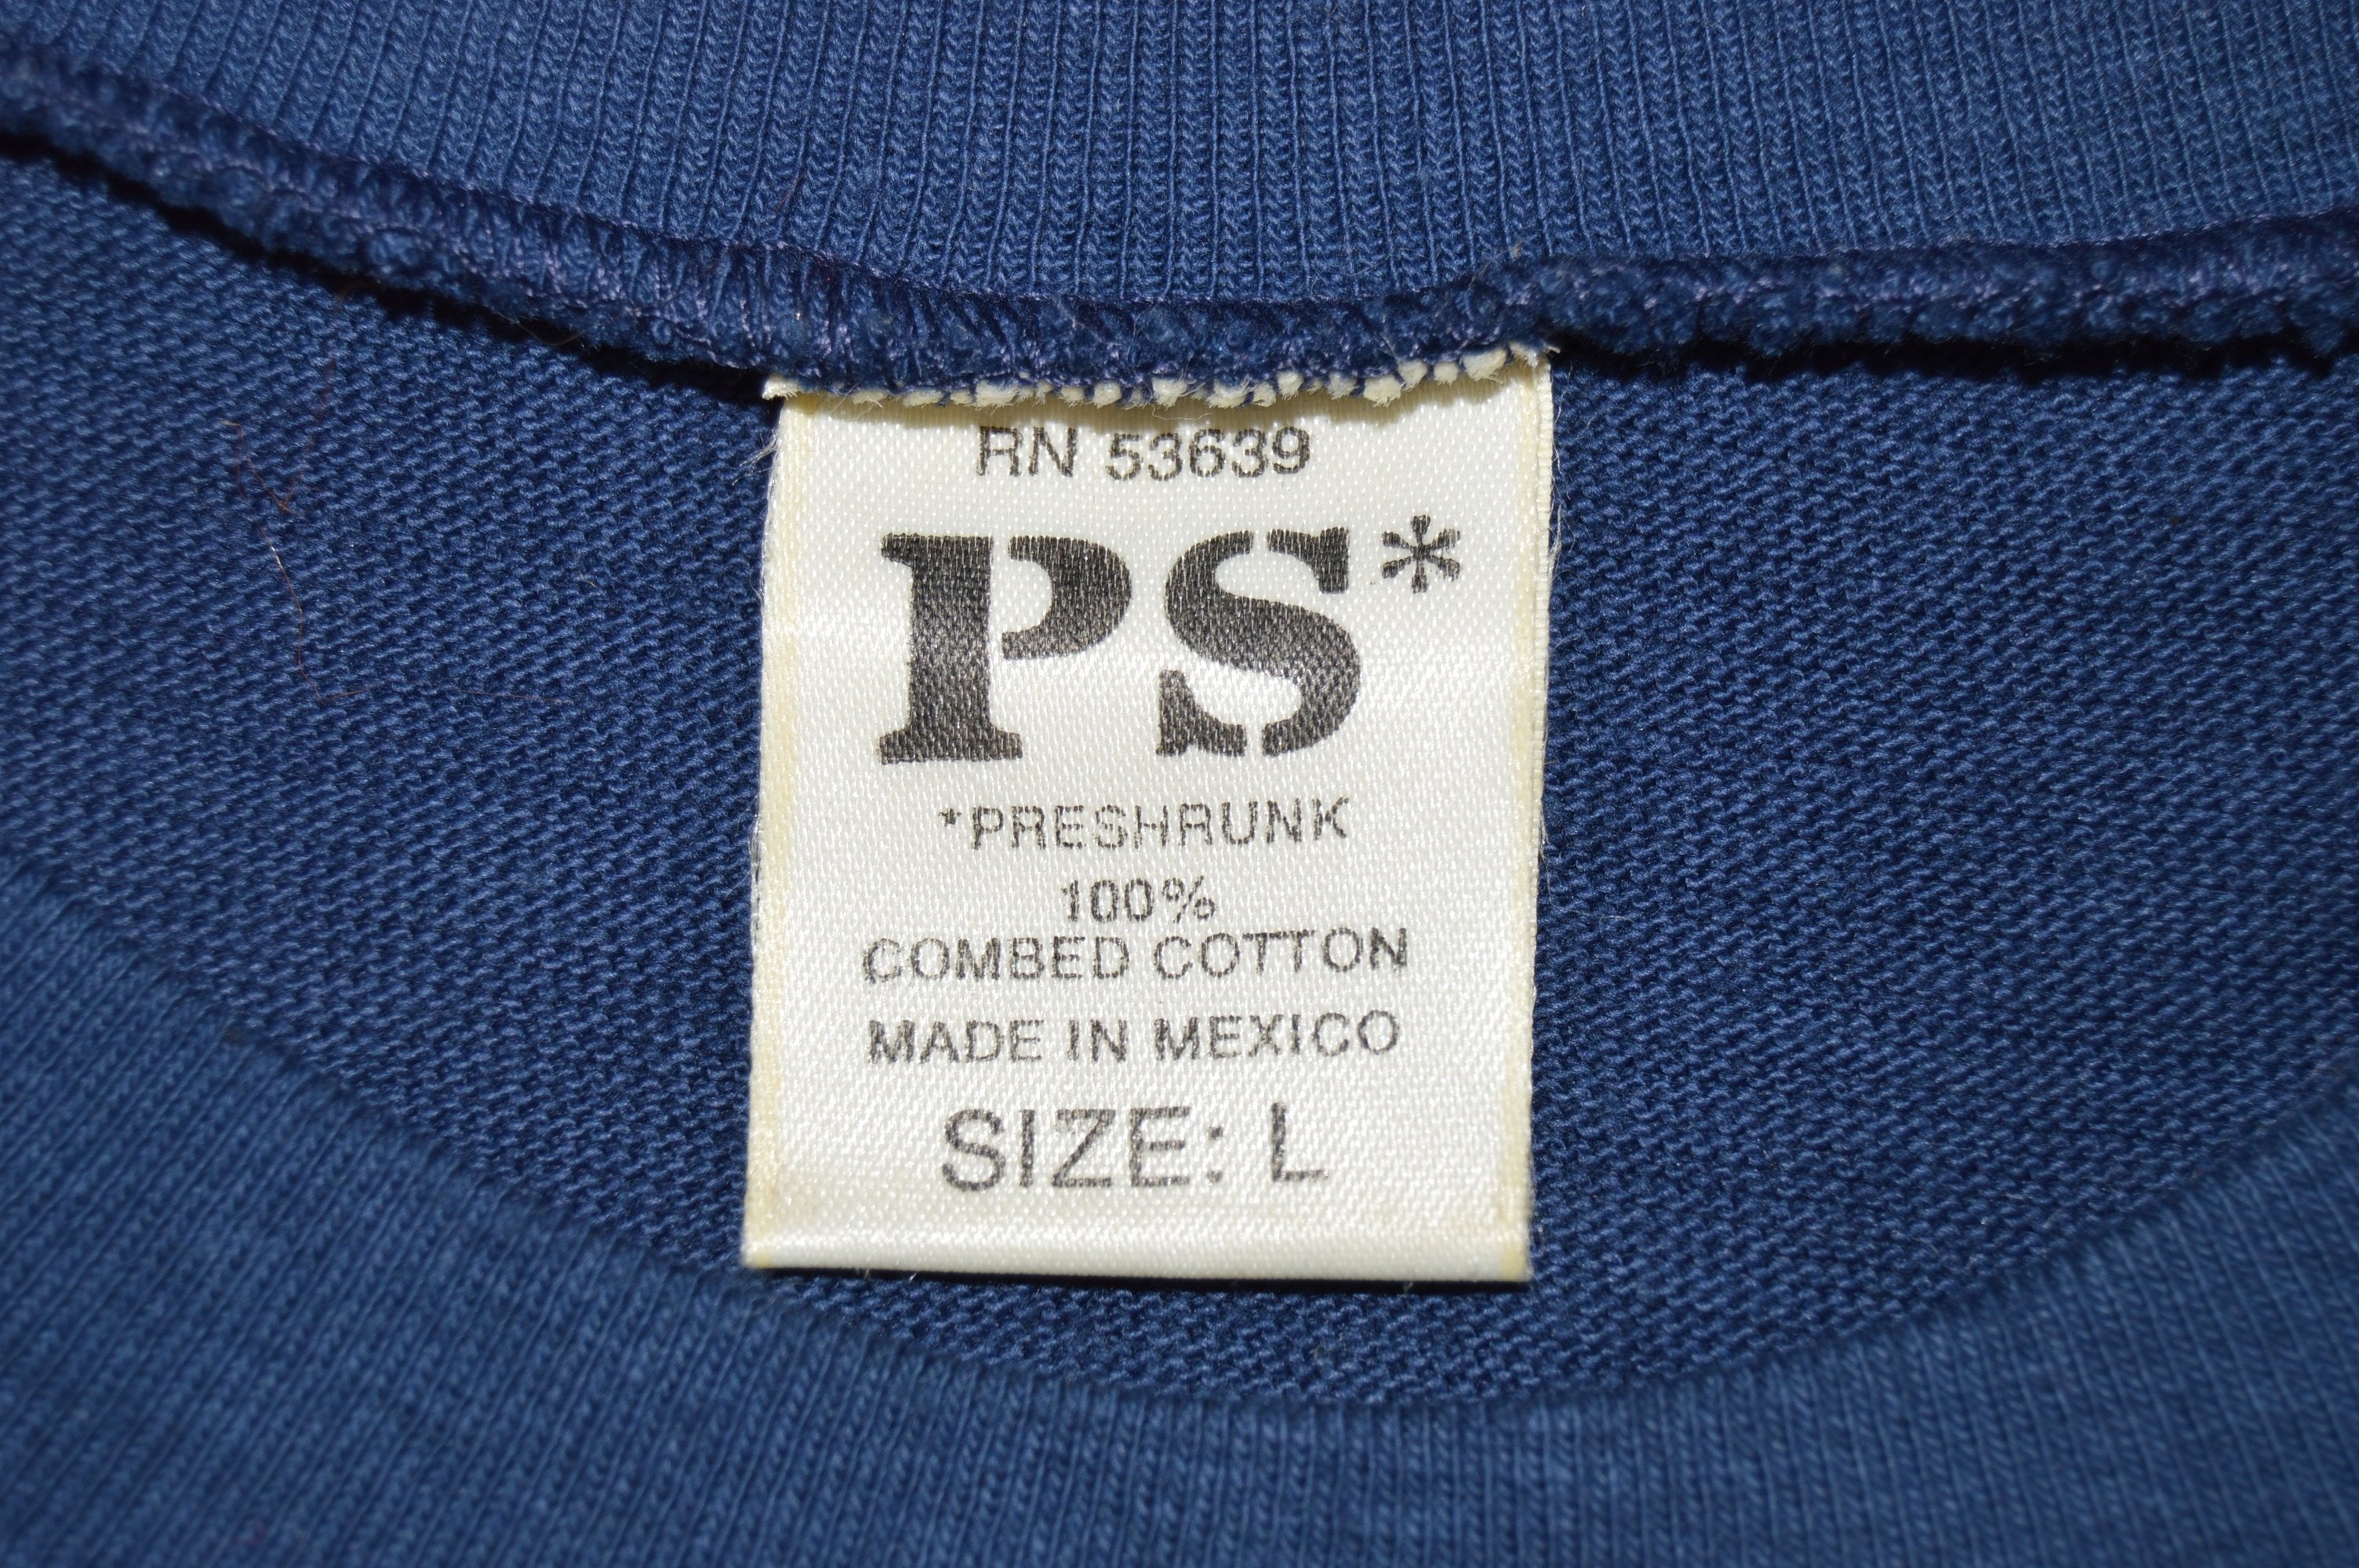 RN 53639
PS*
*PRESHRUNK
100%
COMBED COTTON
MADE IN MEXICO
SIZE: L